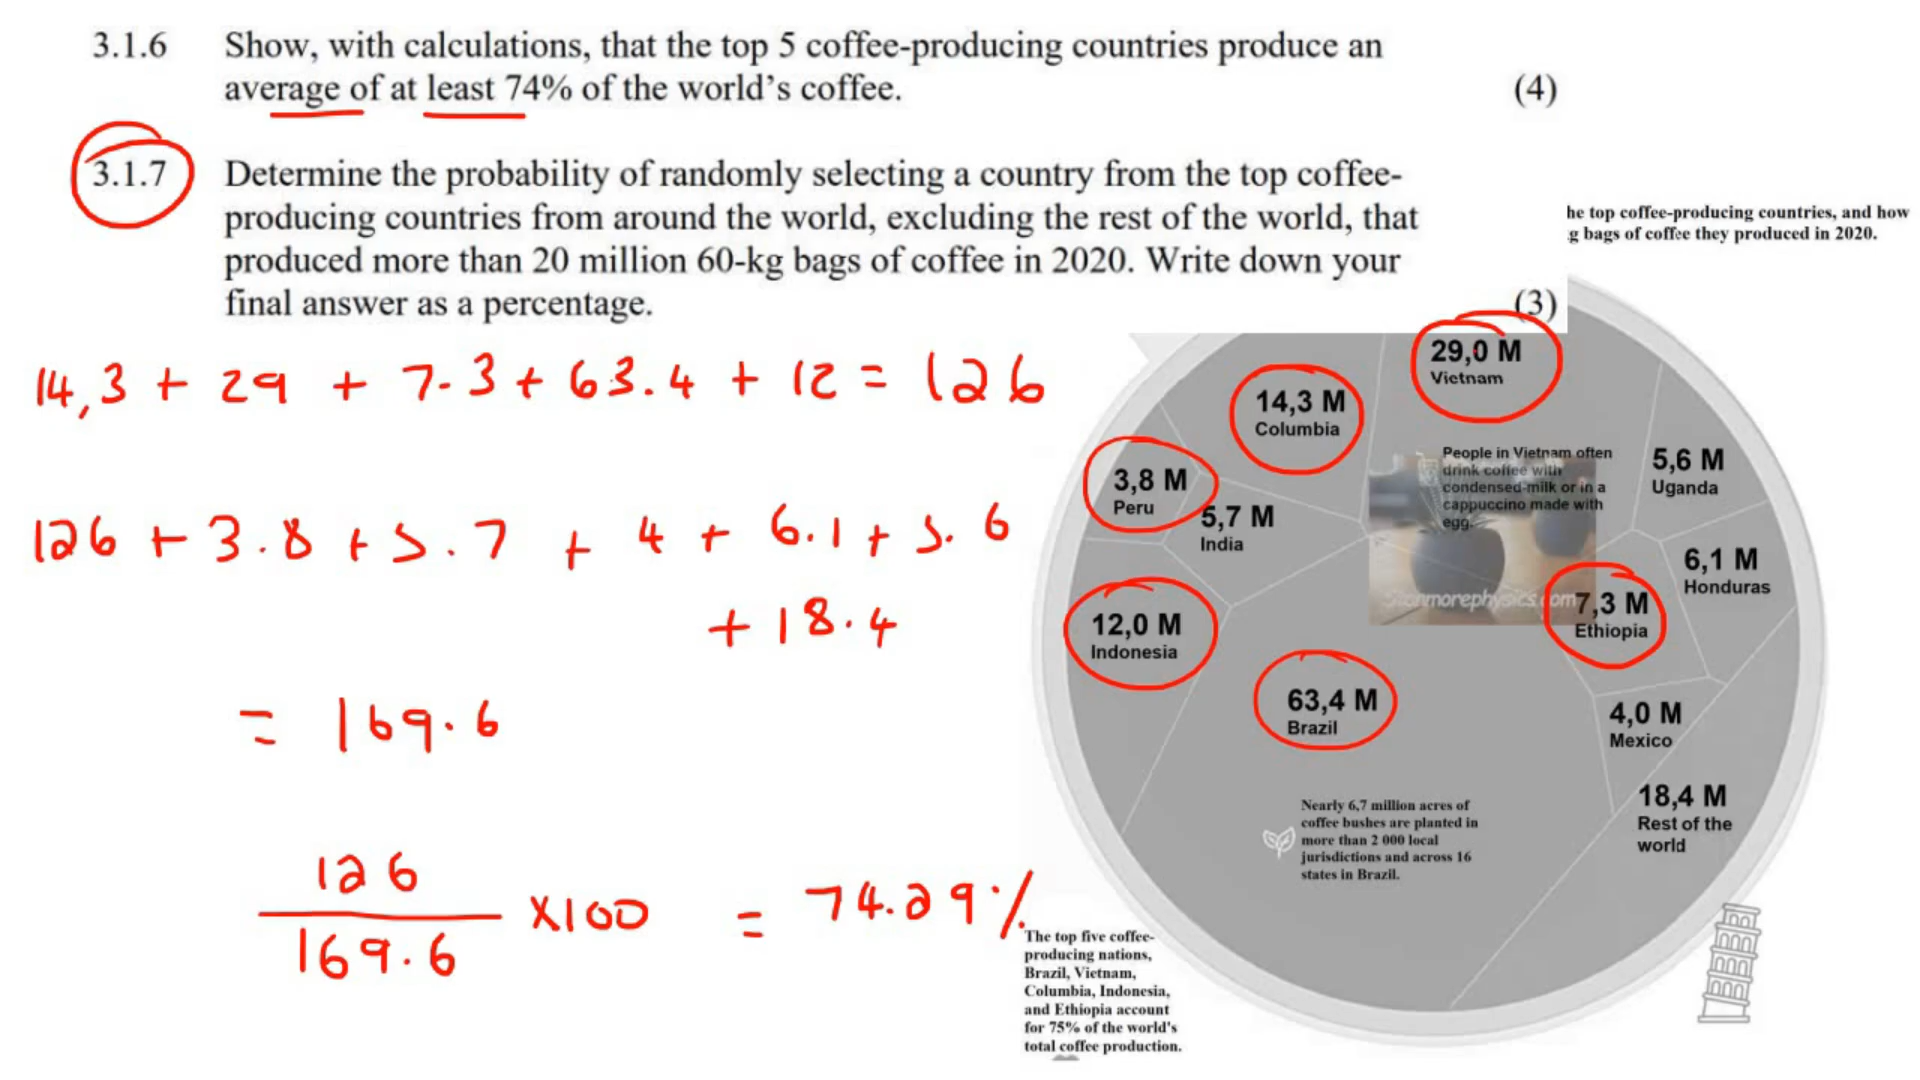 3.1.6 Show, with calculations, that the top 5 coffee-producing countries produce an
average of at least 74% of the world's coffee. (4)
3.1.7 Determine the probability of randomly selecting a country from the top coffee-
producing countries from around the world, excluding the rest of the world, that
produced more than 20 million 60-kg bags of coffee in 2020. Write down your
final answer as a percentage. (3)
he top coffee-producing countries, and how
g bags of coffee they produced in 2020.
14,3 + 29 + 7.3 + 63.4 + 12 = 126
126 + 3.8 + 5.7 + 4 + 6.1 + 5.6
+ 18.4
= 169.6
126
169.6
×100 = 74.29%
29,0 M
Vietnam
14,3 M
Columbia
3,8 M
Peru
5,7 M
India
People in Vietnam often
drink coffee with
condensed-milk or in a
cappuccino made with
egg.
5,6 M
Uganda
6,1 M
Honduras
7,3 M
Ethiopia
12,0 M
Indonesia
63,4 M
Brazil
4,0 M
Mexico
18,4 M
Rest of the
world
Nearly 6,7 million acres of
coffee bushes are planted in
more than 2 000 local
jurisdictions and across 16
states in Brazil.
The top five coffee-
producing nations,
Brazil, Vietnam,
Columbia, Indonesia,
and Ethiopia account
for 75% of the world's
total coffee production.